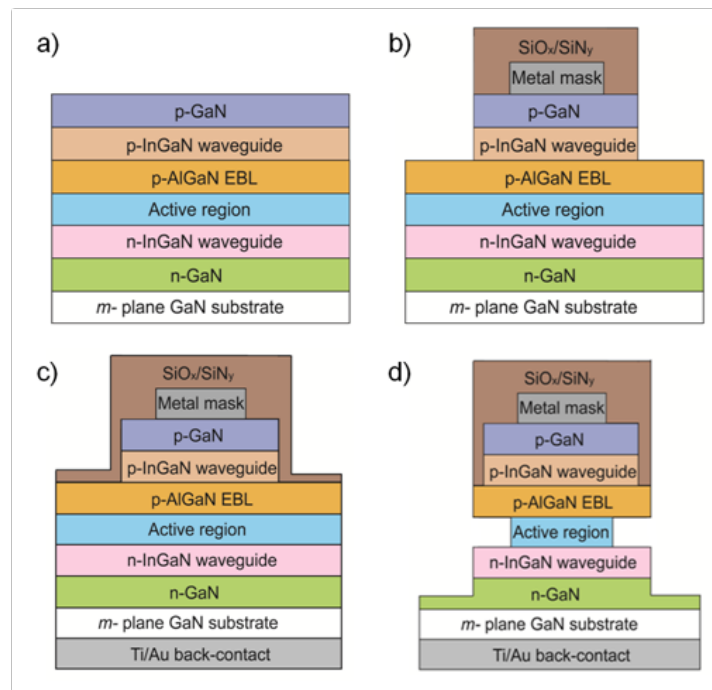 a)
p-GaN
p-InGaN waveguide
p-AlGaN EBL
Active region
n-InGaN waveguide
n-GaN
m- plane GaN substrate
b)
SiOₓ/SiNᵧ
Metal mask
p-GaN
p-InGaN waveguide
p-AlGaN EBL
Active region
n-InGaN waveguide
n-GaN
m- plane GaN substrate
c)
SiOₓ/SiNᵧ
Metal mask
p-GaN
p-InGaN waveguide
p-AlGaN EBL
Active region
n-InGaN waveguide
n-GaN
m- plane GaN substrate
Ti/Au back-contact
d)
SiOₓ/SiNᵧ
Metal mask
p-GaN
p-InGaN waveguide
p-AlGaN EBL
Active region
n-InGaN waveguide
n-GaN
m- plane GaN substrate
Ti/Au back-contact